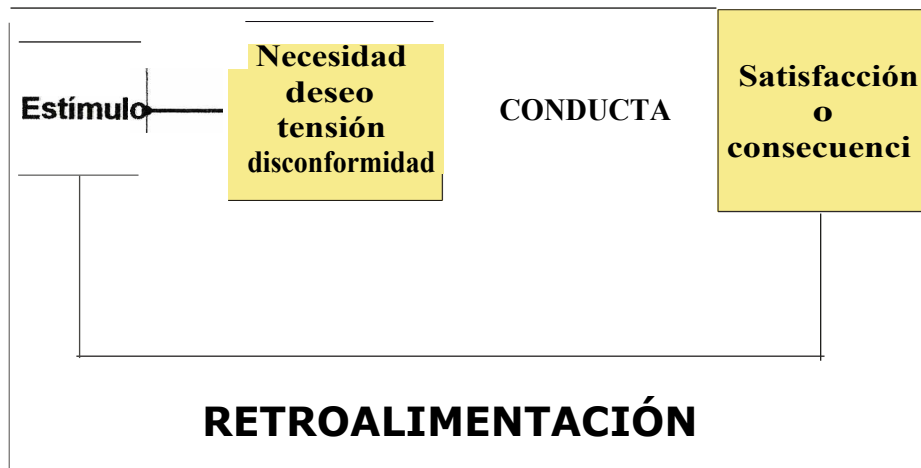 Estímulo
Necesidad
deseo
tensión
disconformidad
CONDUCTA
Satisfacción
o
consecuenci
RETROALIMENTACIÓN